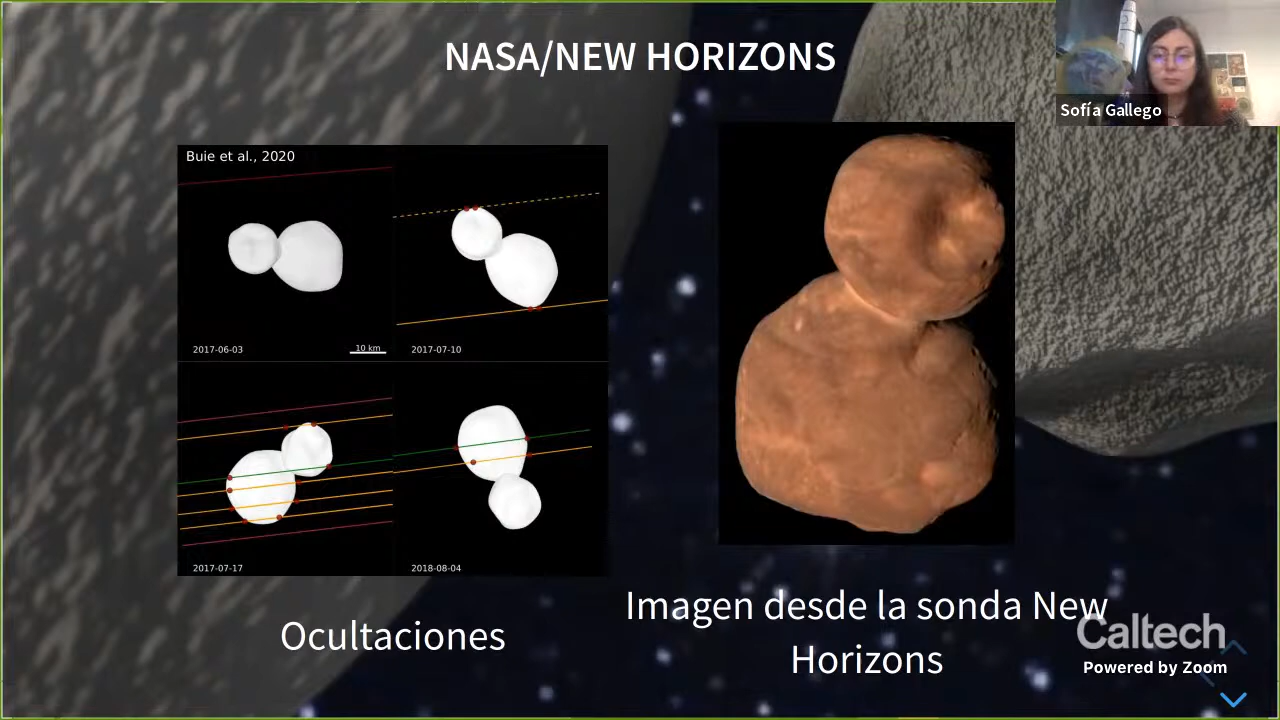 NASA/NEW HORIZONS
Sofía Gallego
Buie et al., 2020
2017-06-03
10 km
2017-07-10
2017-07-17
2018-08-04
Ocultaciones
Imagen desde la sonda New
Horizons
Caltech
Powered by Zoom